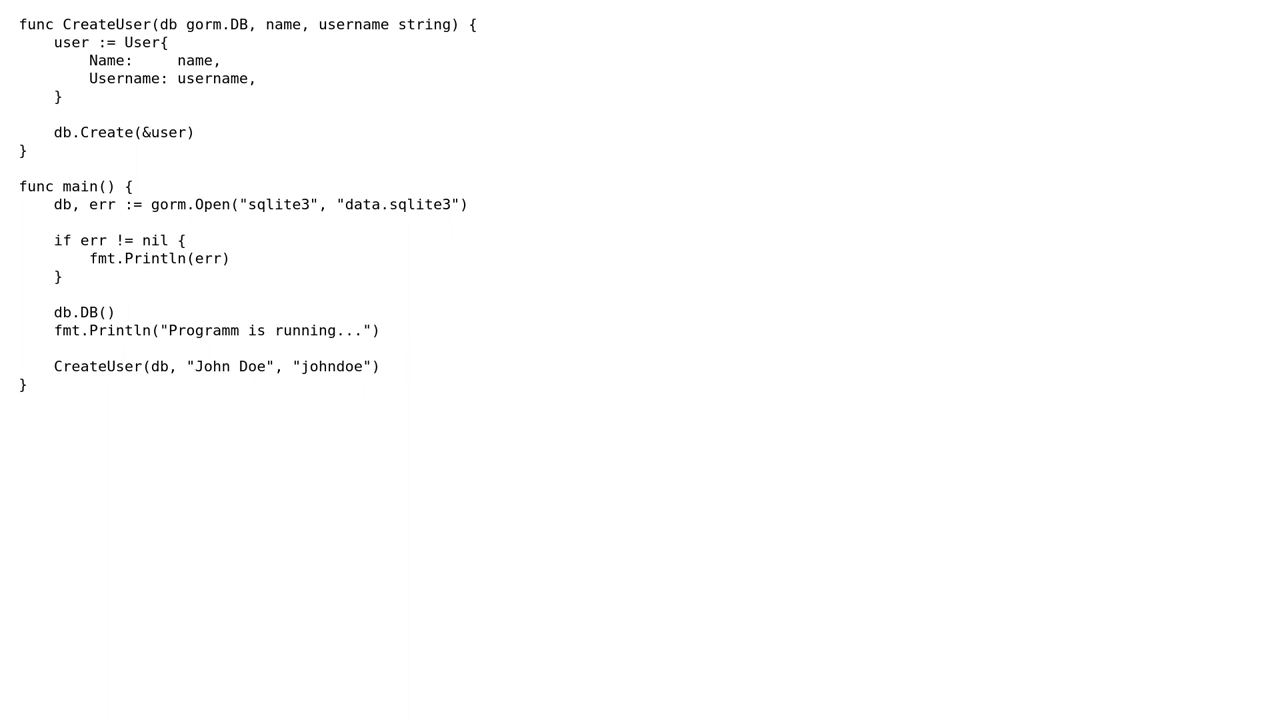 func CreateUser(db gorm.DB, name, username string) {
    user := User{
        Name:     name,
        Username: username,
    }

    db.Create(&user)
}

func main() {
    db, err := gorm.Open("sqlite3", "data.sqlite3")

    if err != nil {
        fmt.Println(err)
    }

    db.DB()
    fmt.Println("Programm is running...")

    CreateUser(db, "John Doe", "johndoe")
}